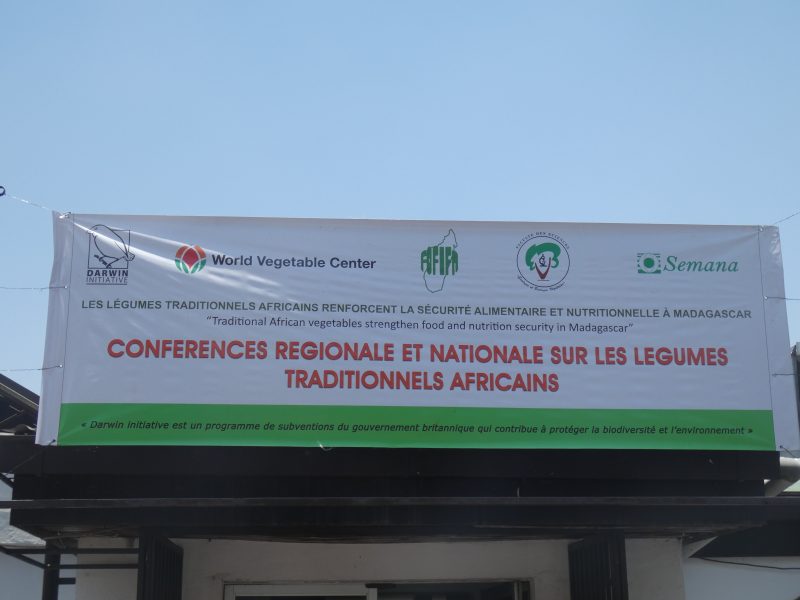 DARWIN
INITIATIVE
World Vegetable Center
FOFIFA
Semana
LES LÉGUMES TRADITIONNELS AFRICAINS RENFORCENT LA SÉCURITÉ ALIMENTAIRE ET NUTRITIONNELLE À MADAGASCAR
“Traditional African vegetables strengthen food and nutrition security in Madagascar”
CONFERENCES REGIONALE ET NATIONALE SUR LES LEGUMES
TRADITIONNELS AFRICAINS
« Darwin initiative est un programme de subventions du gouvernement britannique qui contribue à protéger la biodiversité et l'environnement »